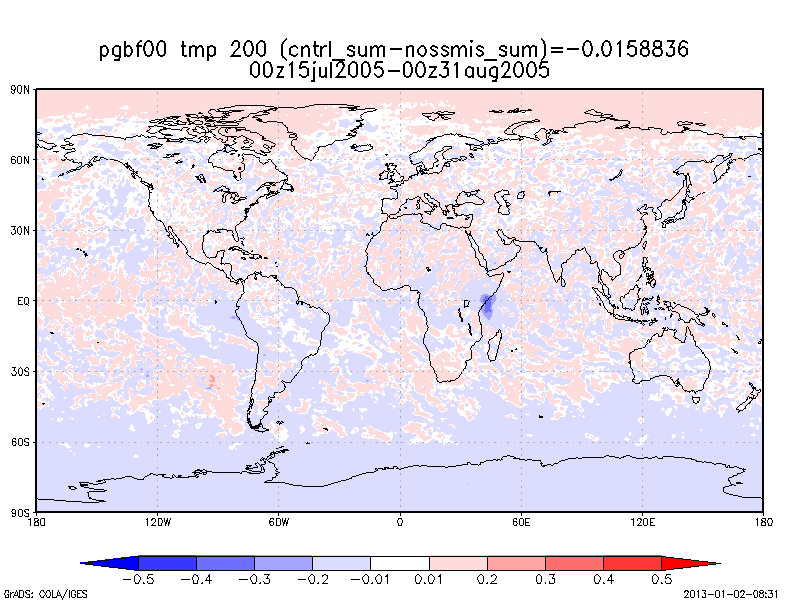 pgbf00 tmp 200 (cntrl_sum-nossmis_sum)=-0.0158836
00z15jul2005-00z31aug2005
90N
60N
30N
EQ
30S
60S
90S
180 120W 60W 0 60E 120E 180
-0.5 -0.4 -0.3 -0.2 -0.01 0.01 0.2 0.3 0.4 0.5
GrADS: COLA/IGES 2013-01-02-08:31